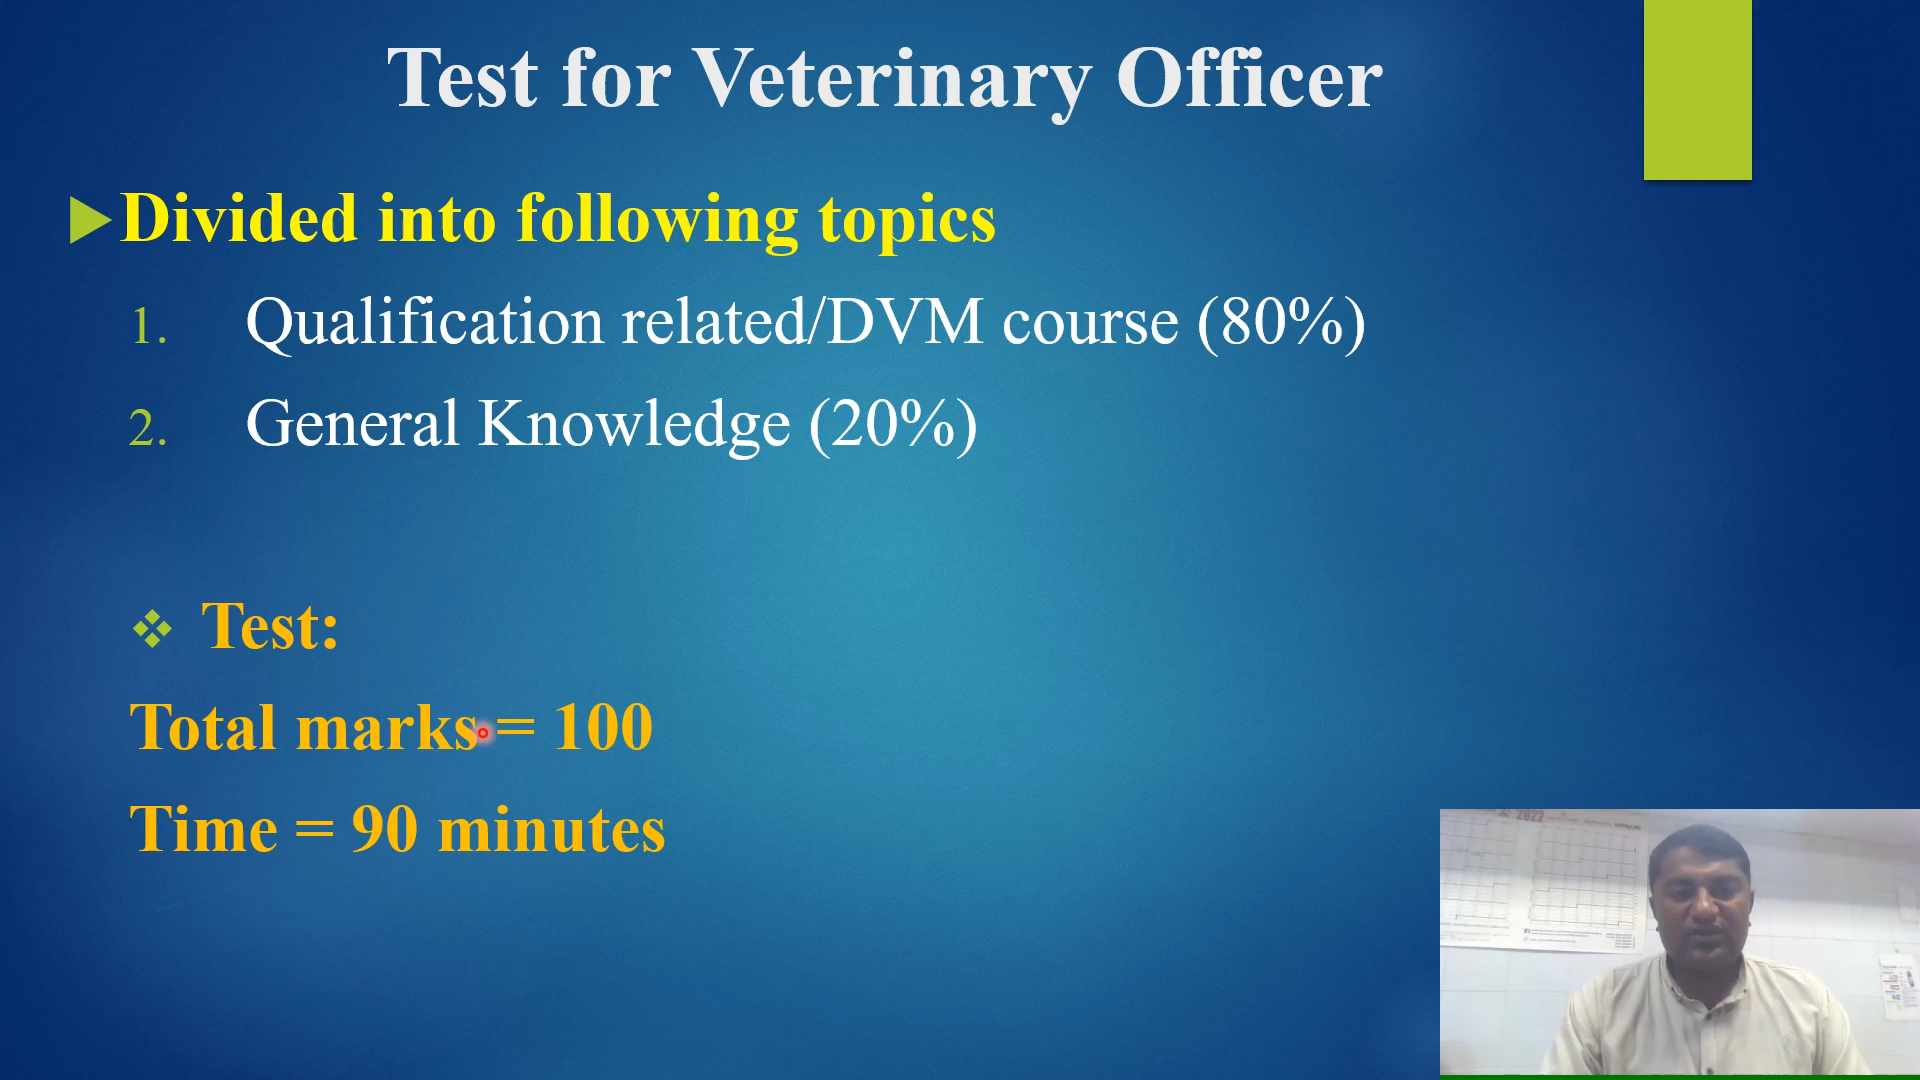 Test for Veterinary Officer
Divided into following topics
1. Qualification related/DVM course (80%)
2. General Knowledge (20%)
Test:
Total marks = 100
Time = 90 minutes
2022